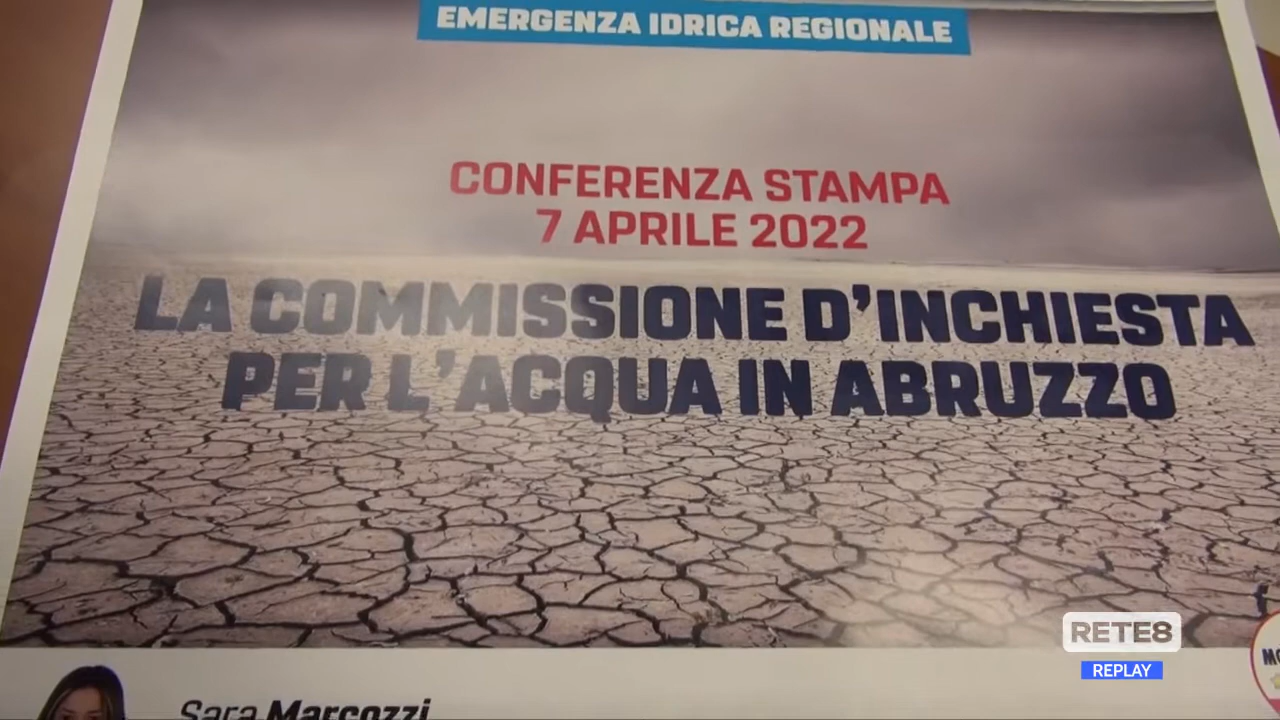 EMERGENZA IDRICA REGIONALE
CONFERENZA STAMPA
7 APRILE 2022
LA COMMISSIONE D'INCHIESTA
PER L'ACQUA IN ABRUZZO
RETE8
REPLAY
Sara Marcozzi